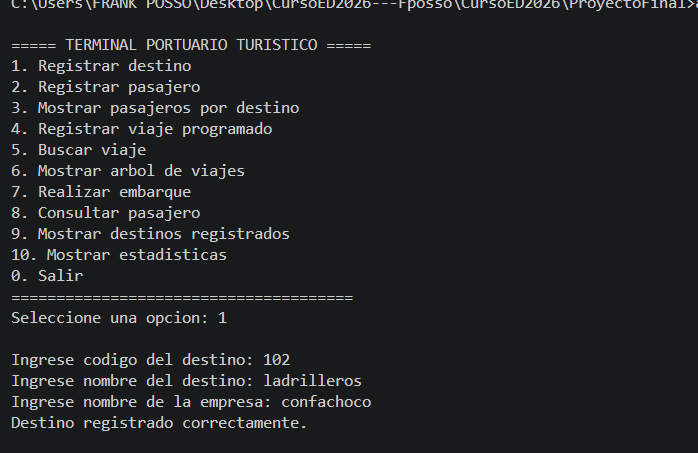 C:\Users\FRANK POSSO\Desktop\CursoED2026---Fposso\CursoED2026\ProyectoFinal>
===== TERMINAL PORTUARIO TURISTICO =====
1. Registrar destino
2. Registrar pasajero
3. Mostrar pasajeros por destino
4. Registrar viaje programado
5. Buscar viaje
6. Mostrar arbol de viajes
7. Realizar embarque
8. Consultar pasajero
9. Mostrar destinos registrados
10. Mostrar estadisticas
0. Salir
======================================
Seleccione una opcion: 1
Ingrese codigo del destino: 102
Ingrese nombre del destino: ladrilleros
Ingrese nombre de la empresa: confachoco
Destino registrado correctamente.